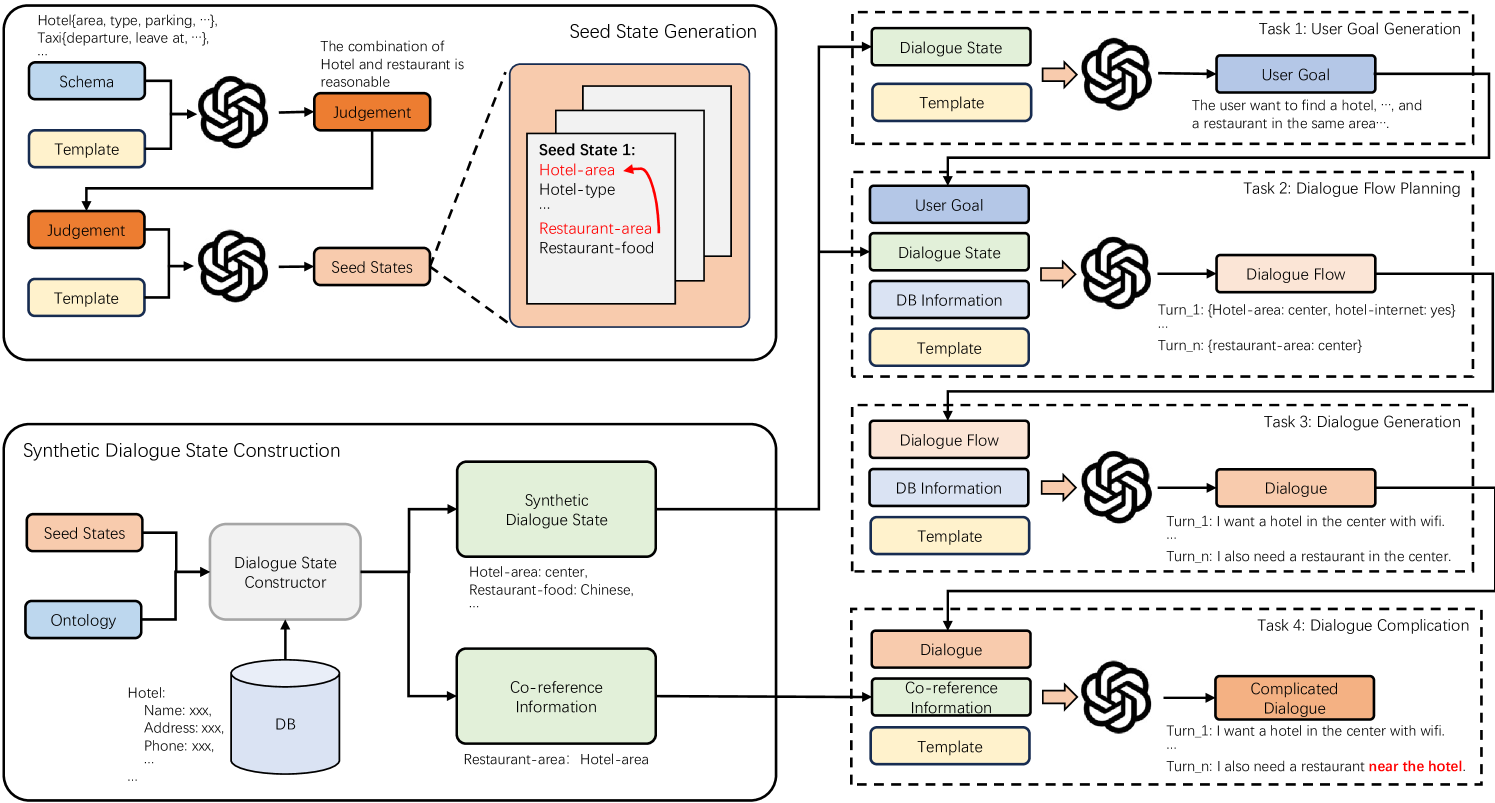 Hotel{area, type, parking, ···},
Taxi{departure, leave at, ···},
···
Schema
Template
The combination of
Hotel and restaurant is
reasonable
Judgement
Judgement
Template
Seed States
Seed State Generation
Seed State 1:
Hotel-area
Hotel-type
···
Restaurant-area
Restaurant-food
Synthetic Dialogue State Construction
Seed States
Ontology
Dialogue State
Constructor
DB
Hotel:
Name: xxx,
Address: xxx,
Phone: xxx,
···
···
Synthetic
Dialogue State
Hotel-area: center,
Restaurant-food: Chinese,
···
Co-reference
Information
Restaurant-area: Hotel-area
Task 1: User Goal Generation
Dialogue State
Template
User Goal
The user want to find a hotel, ···, and
a restaurant in the same area···.
Task 2: Dialogue Flow Planning
User Goal
Dialogue State
DB Information
Template
Dialogue Flow
Turn_1: {Hotel-area: center, hotel-internet: yes}
···
Turn_n: {restaurant-area: center}
Task 3: Dialogue Generation
Dialogue Flow
DB Information
Template
Dialogue
Turn_1: I want a hotel in the center with wifi.
···
Turn_n: I also need a restaurant in the center.
Task 4: Dialogue Complication
Dialogue
Co-reference
Information
Template
Complicated
Dialogue
Turn_1: I want a hotel in the center with wifi.
···
Turn_n: I also need a restaurant near the hotel.